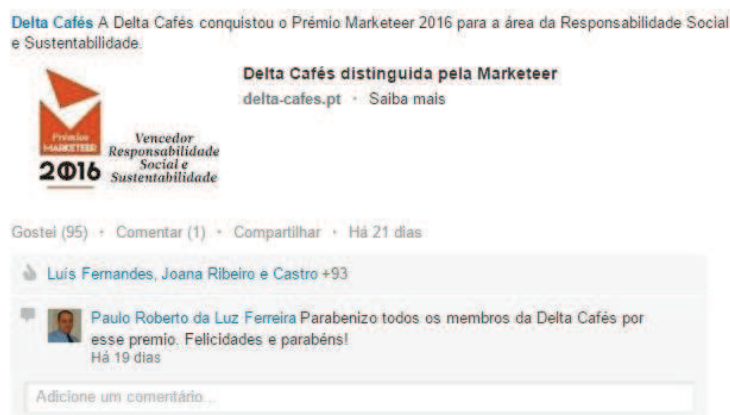 Delta Cafés A Delta Cafés conquistou o Prémio Marketeer 2016 para a área da Responsabilidade Social
e Sustentabilidade.
Delta Cafés distinguida pela Marketeer
delta-cafes.pt · Saiba mais
Prémios
MARKETEER
2016
Vencedor
Responsabilidade
Social e
Sustentabilidade
Gostei (95) · Comentar (1) · Compartilhar · Há 21 dias
Luís Fernandes, Joana Ribeiro e Castro +93
Paulo Roberto da Luz Ferreira Parabenizo todos os membros da Delta Cafés por
esse premio. Felicidades e parabéns!
Há 19 dias
Adicione um comentário...